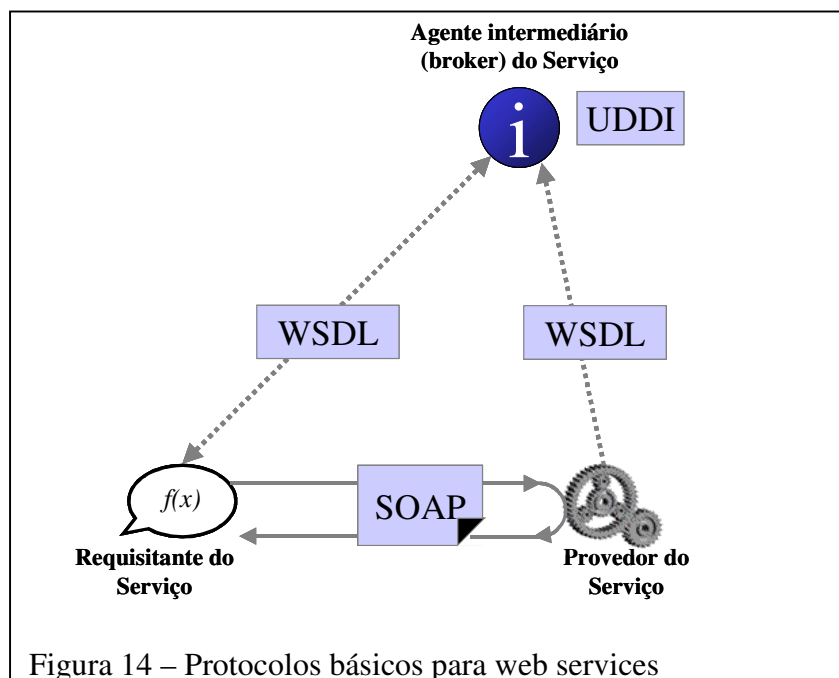 Agente intermediário
(broker) do Serviço
i
UDDI
WSDL
WSDL
f(x)
SOAP
Requisitante do
Serviço
Provedor do
Serviço
Figura 14 – Protocolos básicos para web services